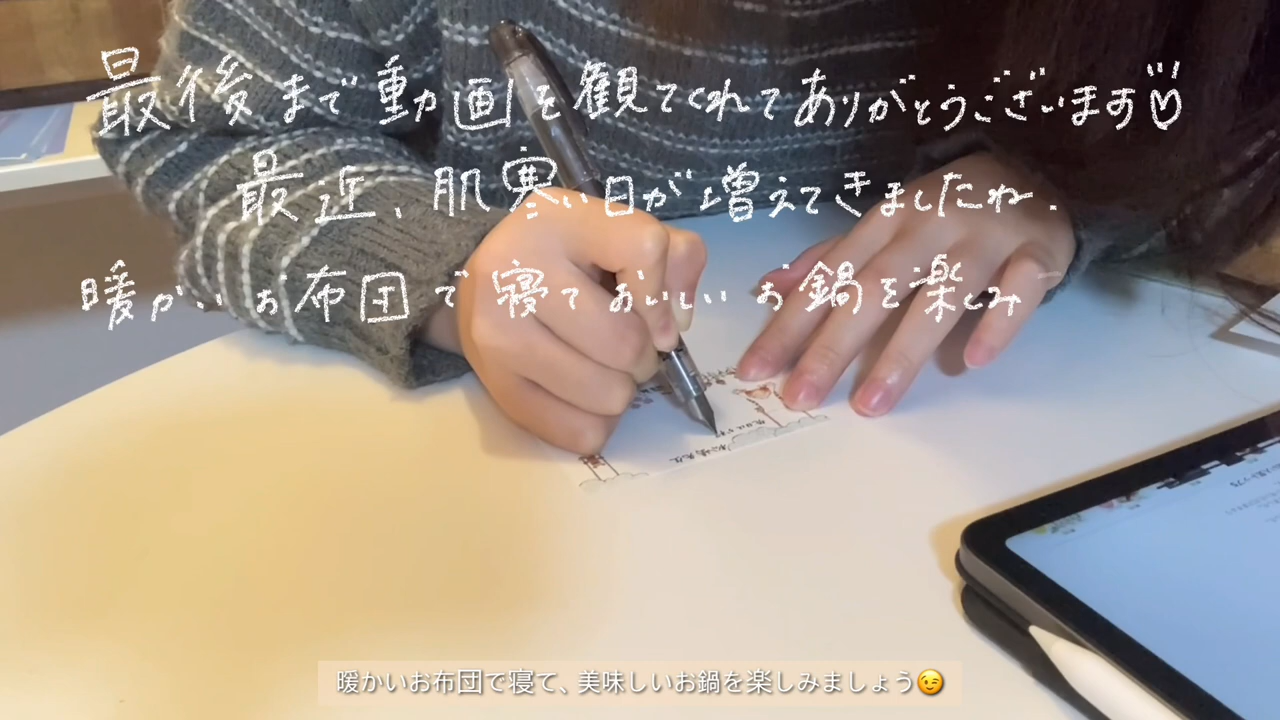 最後まで動画を観てくれてありがとうございます
最近、肌寒い日が増えてきましたね.
暖かいお布団で寝ておいしいお鍋を楽しみ
松嶋先生
暖かいお布団で寝て、美味しいお鍋を楽しみましょう😉